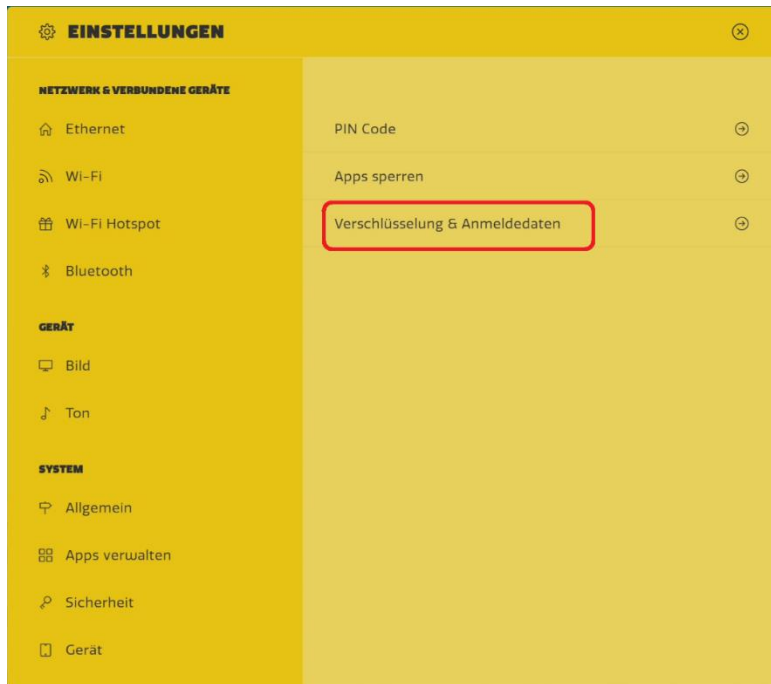 EINSTELLUNGEN
NETZWERK & VERBUNDENE GERÄTE
Ethernet
Wi-Fi
Wi-Fi Hotspot
Bluetooth
GERÄT
Bild
Ton
SYSTEM
Allgemein
Apps verwalten
Sicherheit
Gerät
PIN Code
Apps sperren
Verschlüsselung & Anmeldedaten